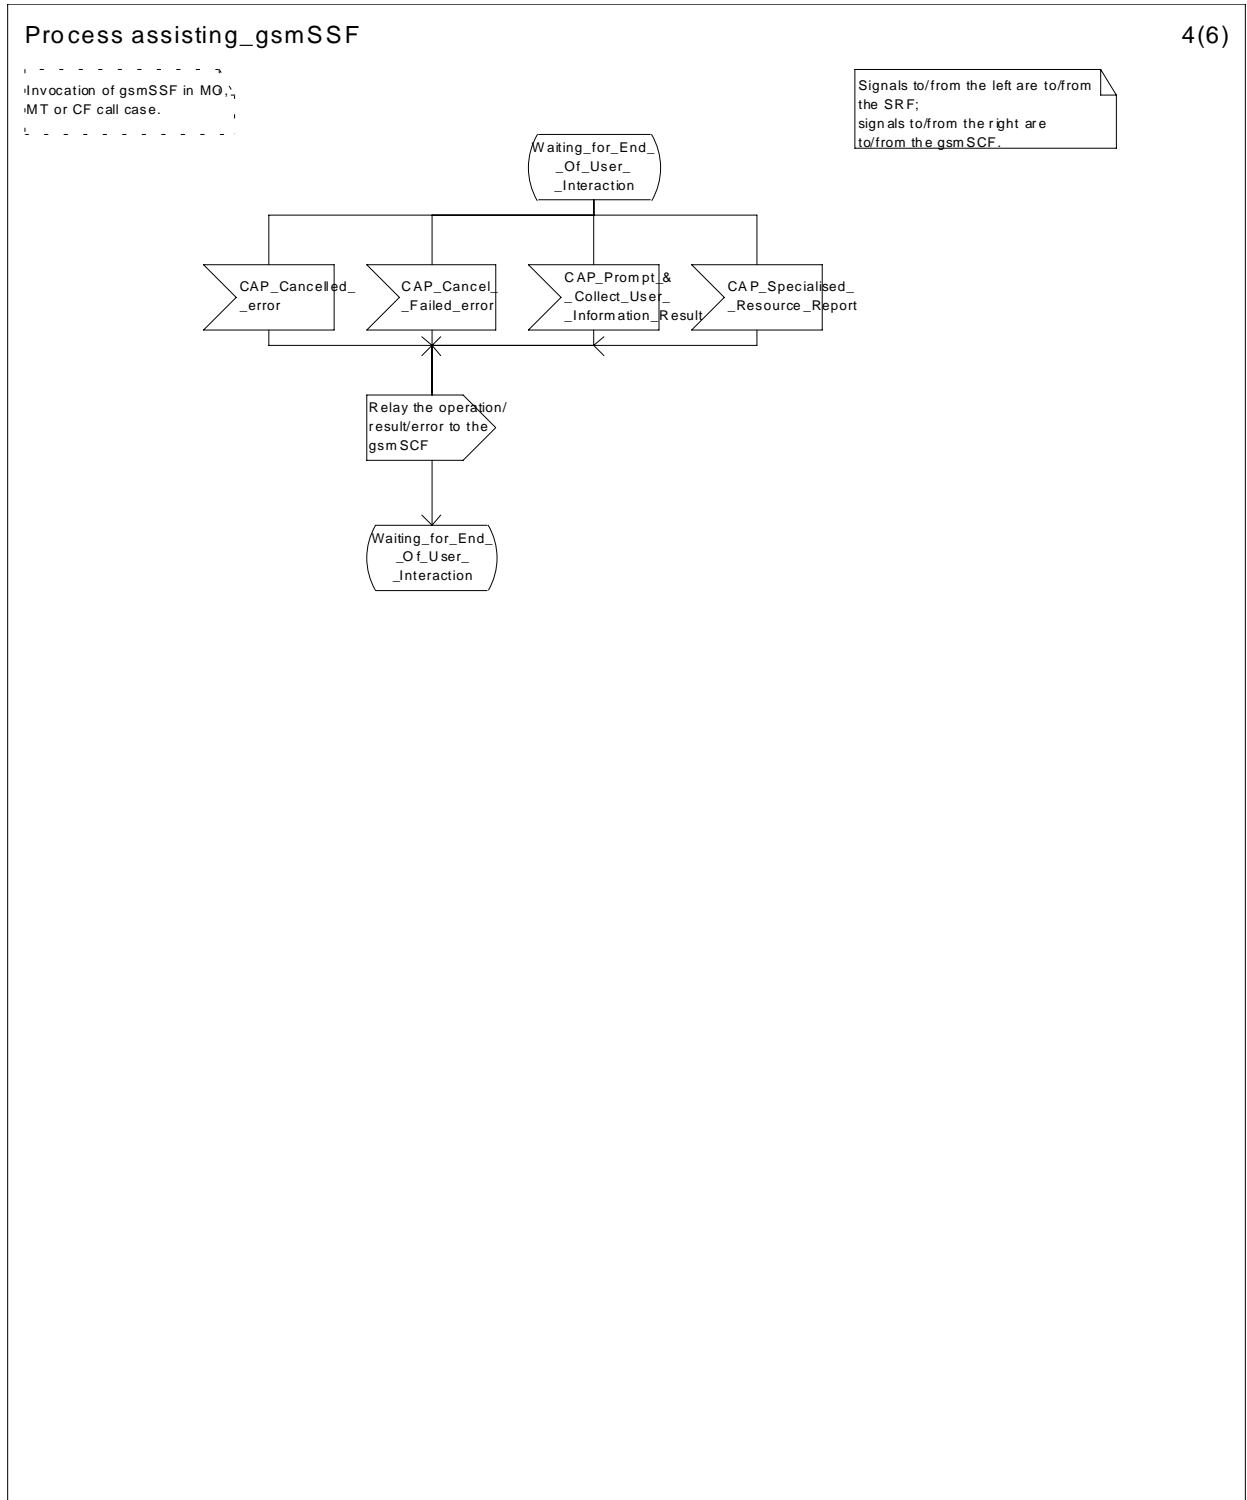 Process assisting_gsmSSF
4(6)
Invocation of gsmSSF in MO,
MT or CF call case.
Signals to/from the left are to/from
the SRF;
signals to/from the right are
to/from the gsmSCF.
Waiting_for_End_
_Of_User_
_Interaction
CAP_Cancelled_
_error
CAP_Cancel_
_Failed_error
CAP_Prompt_&
_Collect_User_
_Information_Result
CAP_Specialised_
_Resource_Report
Relay the operation/
result/error to the
gsmSCF
Waiting_for_End_
_Of_User_
_Interaction